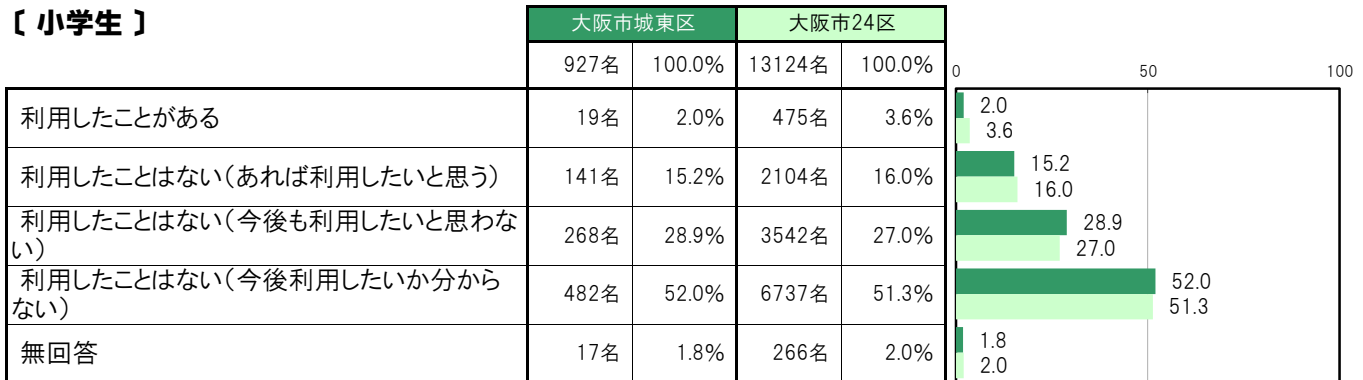 〔 小学生 〕
大阪市城東区 大阪市24区
927名 100.0% 13124名 100.0%
0 50 100
利用したことがある 19名 2.0% 475名 3.6%
2.0
3.6
利用したことはない（あれば利用したいと思う） 141名 15.2% 2104名 16.0%
15.2
16.0
利用したことはない（今後も利用したいと思わな
い） 268名 28.9% 3542名 27.0%
28.9
27.0
利用したことはない（今後利用したいか分から
ない） 482名 52.0% 6737名 51.3%
52.0
51.3
無回答 17名 1.8% 266名 2.0%
1.8
2.0